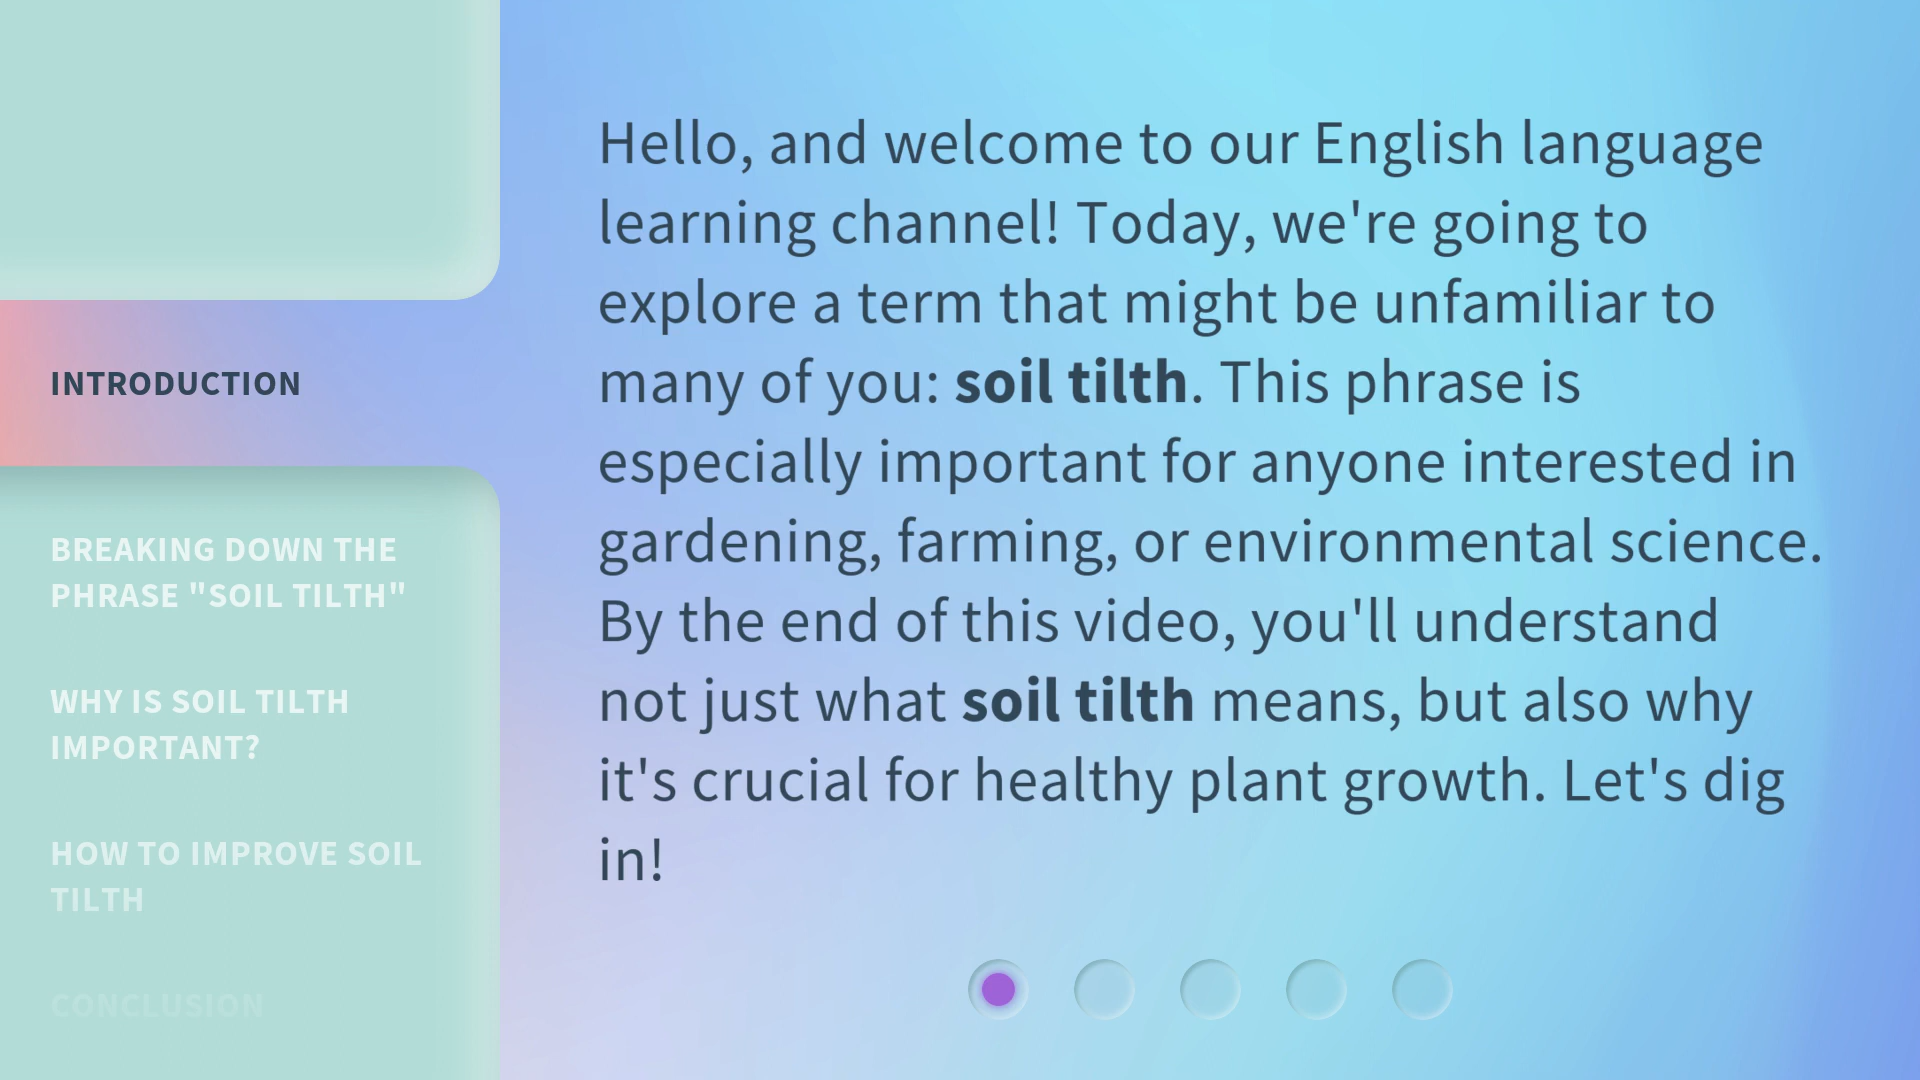 INTRODUCTION
BREAKING DOWN THE
PHRASE "SOIL TILTH"
WHY IS SOIL TILTH
IMPORTANT?
HOW TO IMPROVE SOIL
TILTH
CONCLUSION
Hello, and welcome to our English language
learning channel! Today, we're going to
explore a term that might be unfamiliar to
many of you: soil tilth. This phrase is
especially important for anyone interested in
gardening, farming, or environmental science.
By the end of this video, you'll understand
not just what soil tilth means, but also why
it's crucial for healthy plant growth. Let's dig
in!